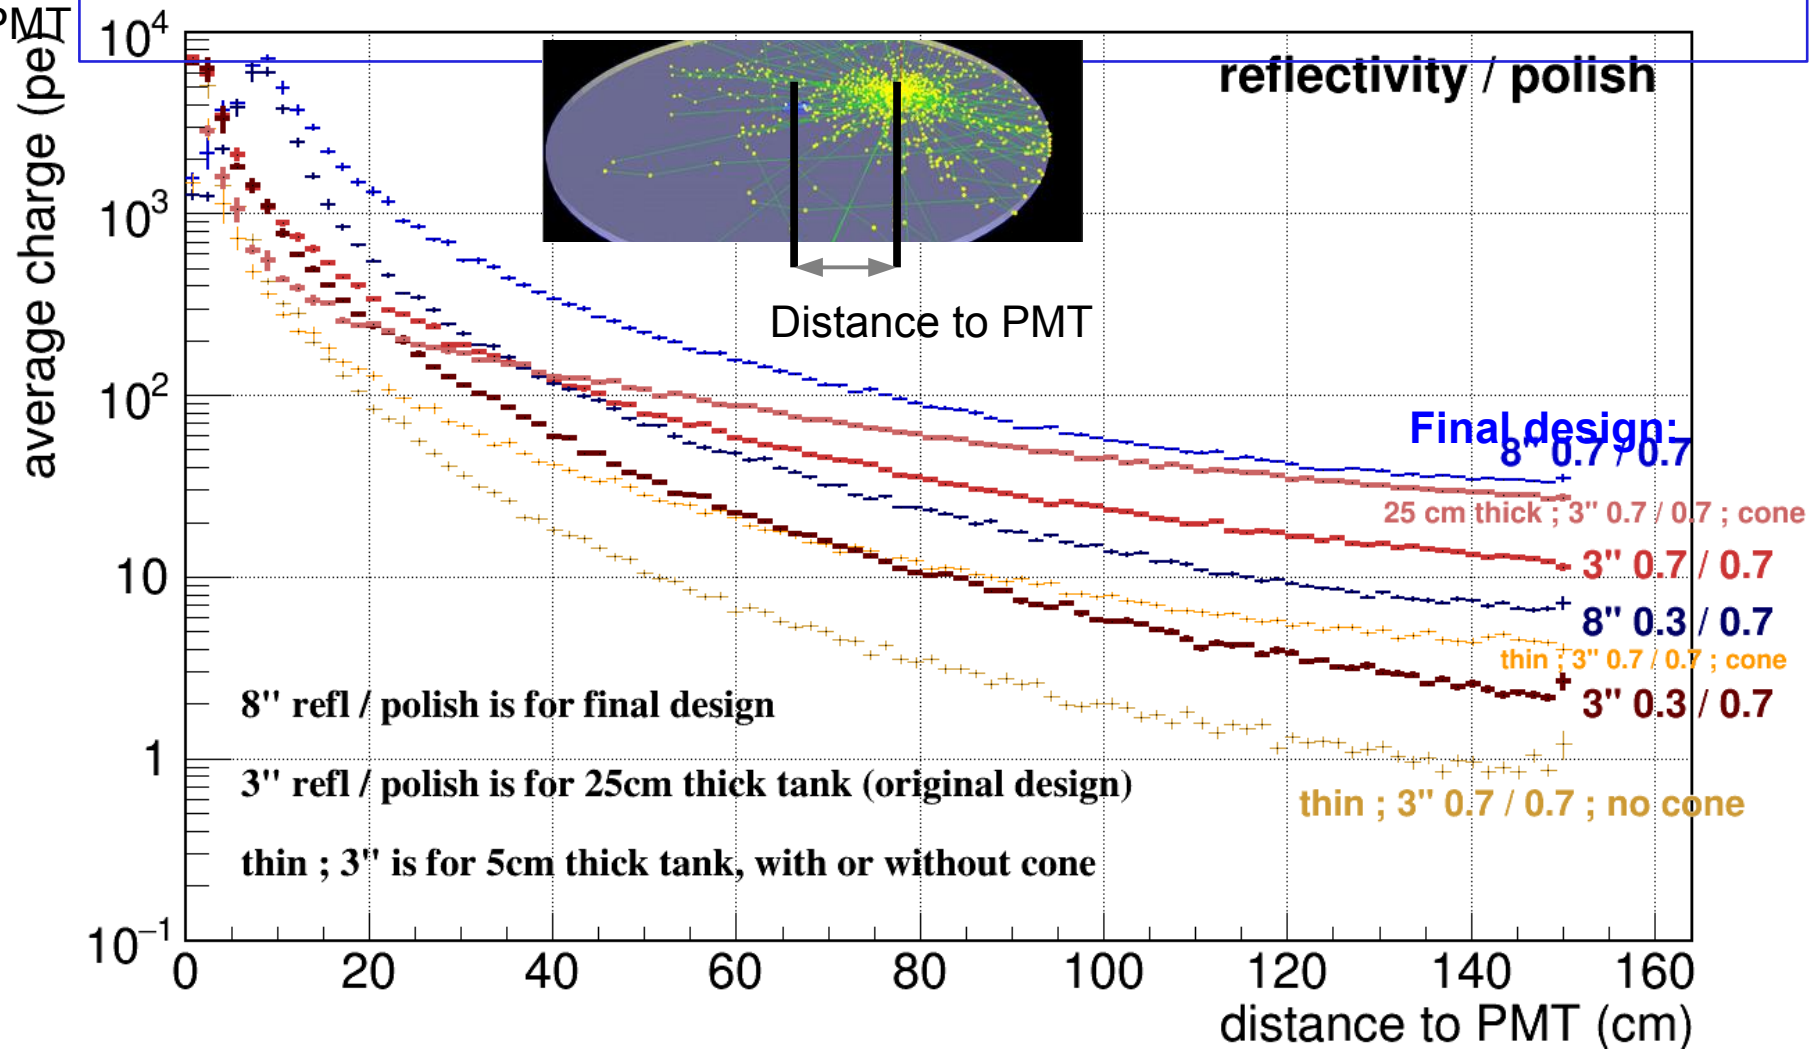 PMT
average charge (pe)
10⁴
10³
10²
10
1
10⁻¹
reflectivity / polish
Distance to PMT
Final design:
8" 0.7 / 0.7
25 cm thick ; 3" 0.7 / 0.7 ; cone
3" 0.7 / 0.7
8" 0.3 / 0.7
thin ; 3" 0.7 / 0.7 ; cone
3" 0.3 / 0.7
thin ; 3" 0.7 / 0.7 ; no cone
8" refl / polish is for final design
3" refl / polish is for 25cm thick tank (original design)
thin ; 3" is for 5cm thick tank, with or without cone
0 20 40 60 80 100 120 140 160
distance to PMT (cm)